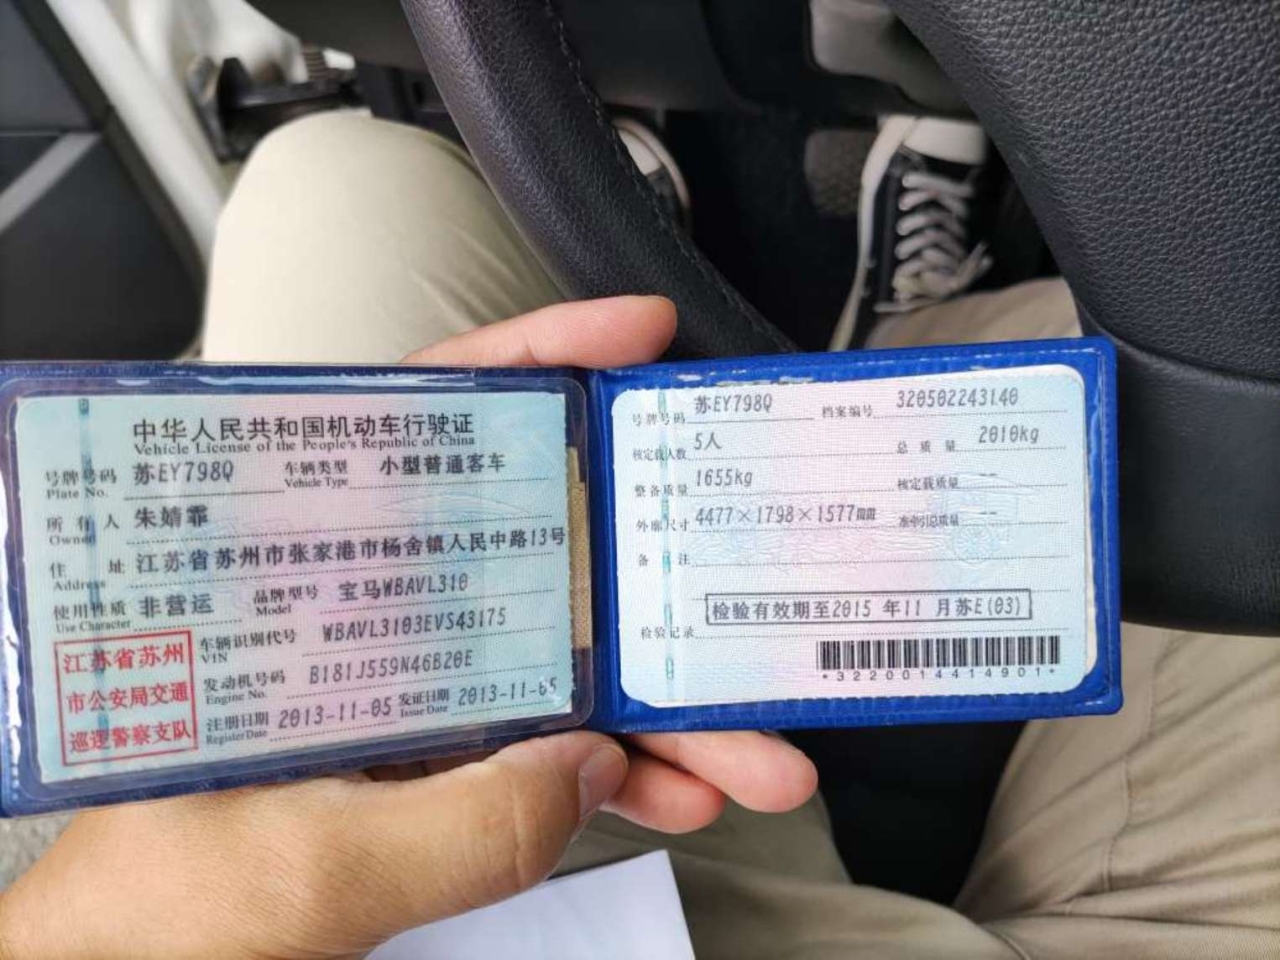 中华人民共和国机动车行驶证
Vehicle License of the People's Republic of China
号牌号码 苏EY798Q 车辆类型 小型普通客车
Plate No. Vehicle Type
所有人 朱婧霏
Owner
住址 江苏省苏州市张家港市杨舍镇人民中路13号
Address
使用性质 非营运 品牌型号 宝马WBAVL310
Use Character Model
江苏省苏州
市公安局交通
巡逻警察支队
车辆识别代号 WBAVL3103EVS43175
VIN
发动机号码 B181J559N46B20E
Engine No.
注册日期 2013-11-05 发证日期 2013-11-05
Register Date Issue Date
号牌号码 苏EY798Q 档案编号 320502243140
核定载人数 5人 总质量 2010kg
整备质量 1655kg 核定载质量 --
外廓尺寸 4477×1798×1577mm 准牵引总质量 --
备注
检验有效期至2015 年11 月苏E(03)
检验记录
*3220014414901*